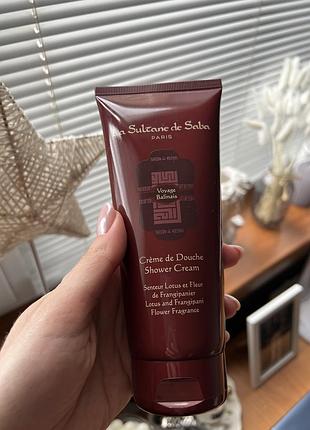 La Sultane de Saba
PARIS
Voyage
Balinais
Crème de Douche
Shower Cream
Senteur Lotus et Fleur
de Frangipanier
Lotus and Frangipani
Flower Fragrance